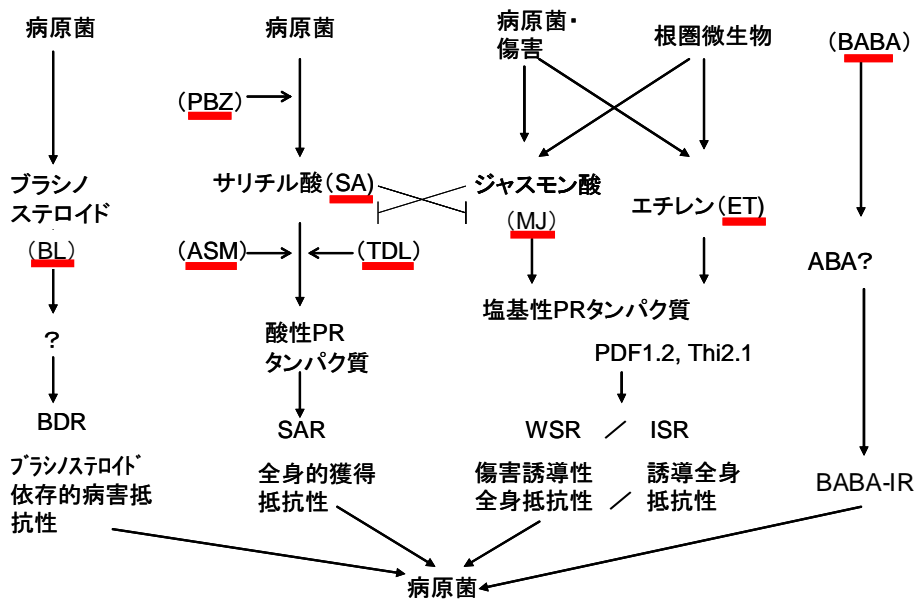 病原菌
病原菌
病原菌・
傷害
根圏微生物
(BABA)
(PBZ)
ブラシノ
ステロイド
(BL)
サリチル酸(SA)
ジャスモン酸
(MJ)
エチレン(ET)
(ASM)
(TDL)
ABA?
?
酸性PR
タンパク質
塩基性PRタンパク質
PDF1.2, Thi2.1
BDR
SAR
WSR / ISR
ブラシノステロイド
依存的病害抵
抗性
全身的獲得
抵抗性
傷害誘導性
全身抵抗性
/
誘導全身
抵抗性
BABA-IR
病原菌